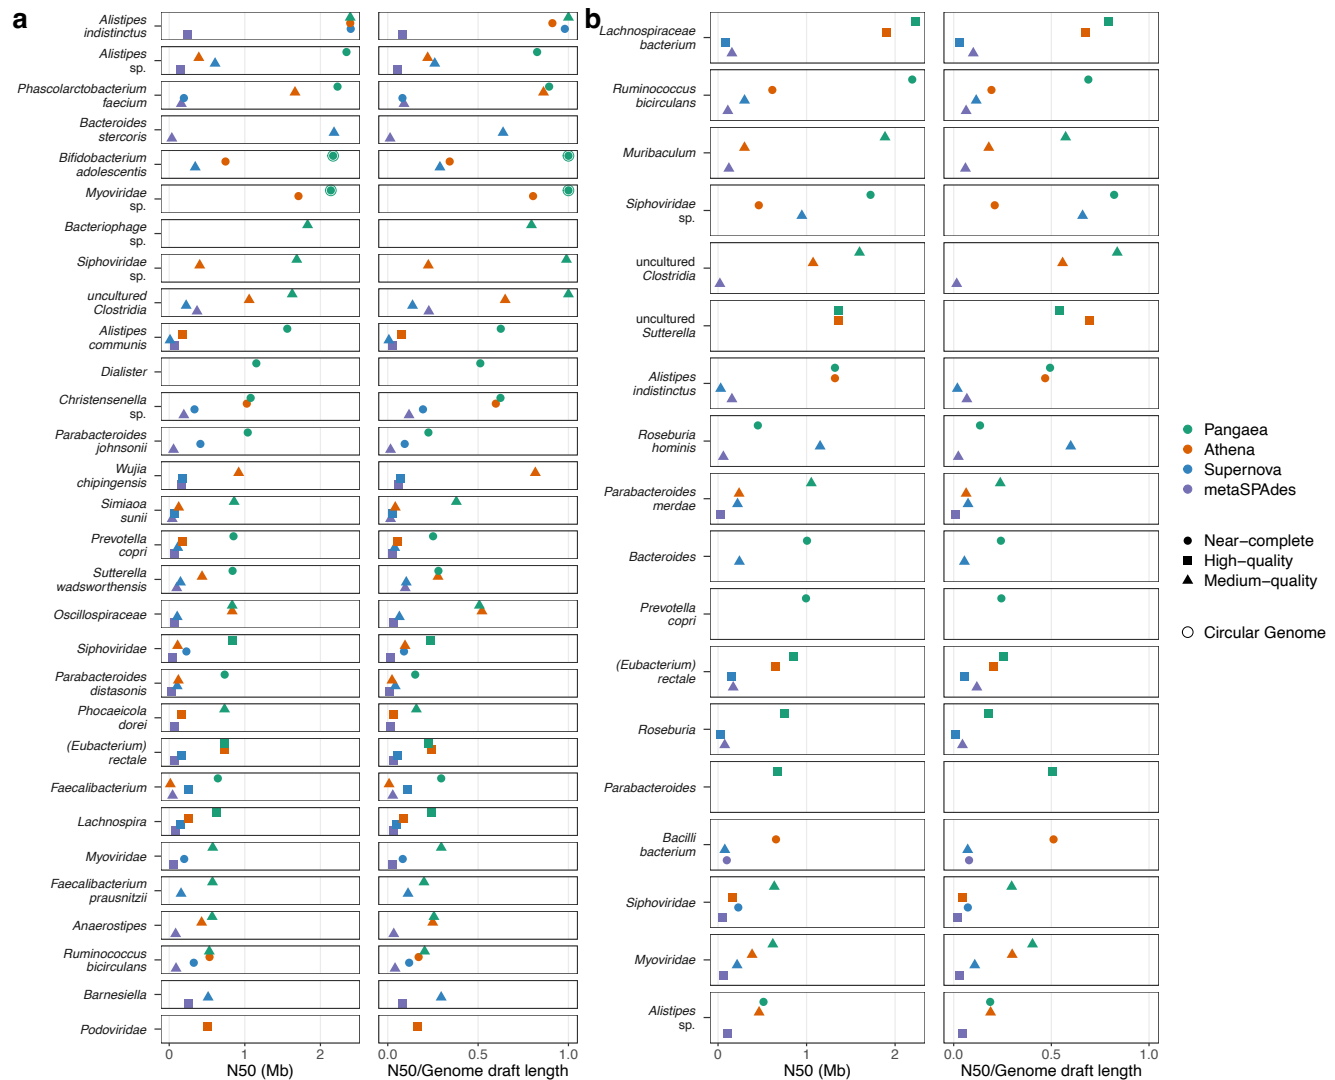 a
Alistipes
indistinctus
Alistipes
sp.
Phascolarctobacterium
faecium
Bacteroides
stercoris
Bifidobacterium
adolescentis
Myoviridae
sp.
Bacteriophage
sp.
Siphoviridae
sp.
uncultured
Clostridia
Alistipes
communis
Dialister
Christensenella
sp.
Parabacteroides
johnsonii
Wujia
chipingensis
Simiaoa
sunii
Prevotella
copri
Sutterella
wadsworthensis
Oscillospiraceae
Siphoviridae
Parabacteroides
distasonis
Phocaeicola
dorei
(Eubacterium)
rectale
Faecalibacterium
Lachnospira
Myoviridae
Faecalibacterium
prausnitzii
Anaerostipes
Ruminococcus
bicirculans
Barnesiella
Podoviridae
0 1 2
N50 (Mb)
0.0 0.5 1.0
N50/Genome draft length
b
Lachnospiraceae
bacterium
Ruminococcus
bicirculans
Muribaculum
Siphoviridae
sp.
uncultured
Clostridia
uncultured
Sutterella
Alistipes
indistinctus
Roseburia
hominis
Parabacteroides
merdae
Bacteroides
Prevotella
copri
(Eubacterium)
rectale
Roseburia
Parabacteroides
Bacilli
bacterium
Siphoviridae
Myoviridae
Alistipes
sp.
0 1 2
N50 (Mb)
0.0 0.5 1.0
N50/Genome draft length
Pangaea
Athena
Supernova
metaSPAdes
Near−complete
High−quality
Medium−quality
Circular Genome